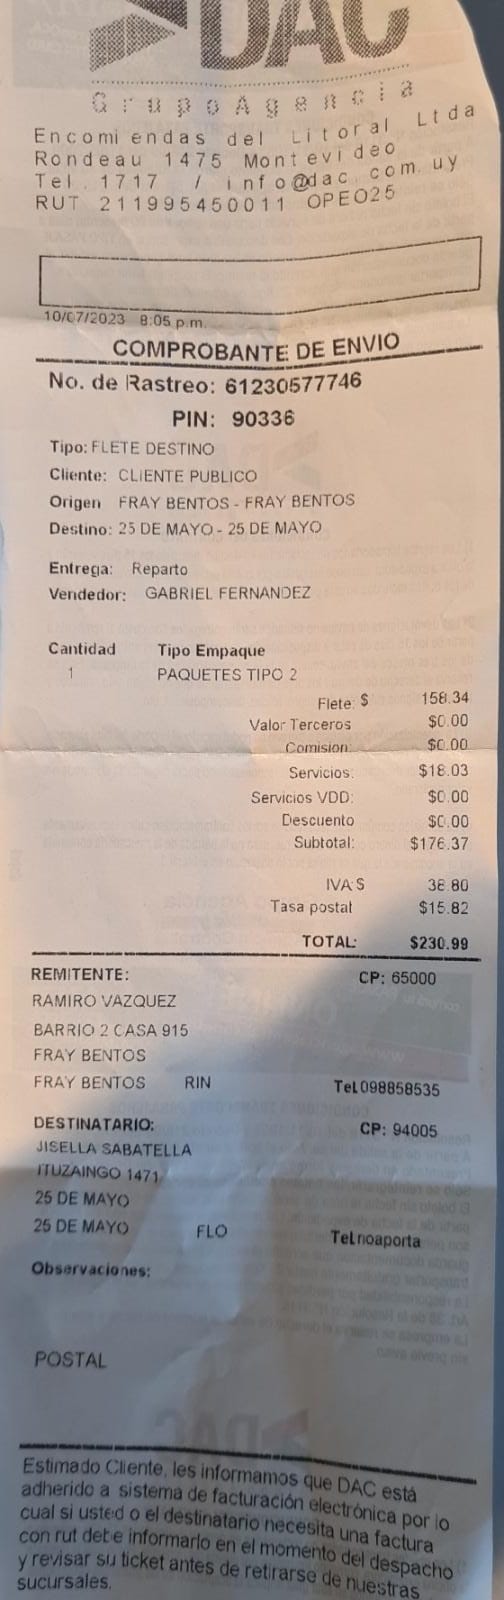 DAC
GrupoAgencia
Encomiendas del Litoral Ltda
Rondeau 1475 Montevideo
Tel. 1717 / info@dac.com.uy
RUT 211995450011 OPEO25
10/07/2023 8:05 p.m.
COMPROBANTE DE ENVIO
No. de Rastreo: 61230577746
PIN: 90336
Tipo: FLETE DESTINO
Cliente: CLIENTE PUBLICO
Origen FRAY BENTOS - FRAY BENTOS
Destino: 25 DE MAYO - 25 DE MAYO
Entrega: Reparto
Vendedor: GABRIEL FERNANDEZ
Cantidad Tipo Empaque
1 PAQUETES TIPO 2
Flete: $ 158.34
Valor Terceros $0.00
Comision: $0.00
Servicios: $18.03
Servicios VDD: $0.00
Descuento $0.00
Subtotal: $176.37
IVA:$ 38.80
Tasa postal $15.82
TOTAL: $230.99
REMITENTE: CP: 65000
RAMIRO VAZQUEZ
BARRIO 2 CASA 915
FRAY BENTOS
FRAY BENTOS RIN Tel.098858535
DESTINATARIO: CP: 94005
JISELLA SABATELLA
ITUZAINGO 1471
25 DE MAYO
25 DE MAYO FLO Tel.noaporta
Observaciones:
POSTAL
Estimado Cliente, les informamos que DAC está
adherido a sistema de facturación electrónica por lo
cual si usted o el destinatario necesita una factura
con rut debe informarlo en el momento del despacho
y revisar su ticket antes de retirarse de nuestras
sucursales.